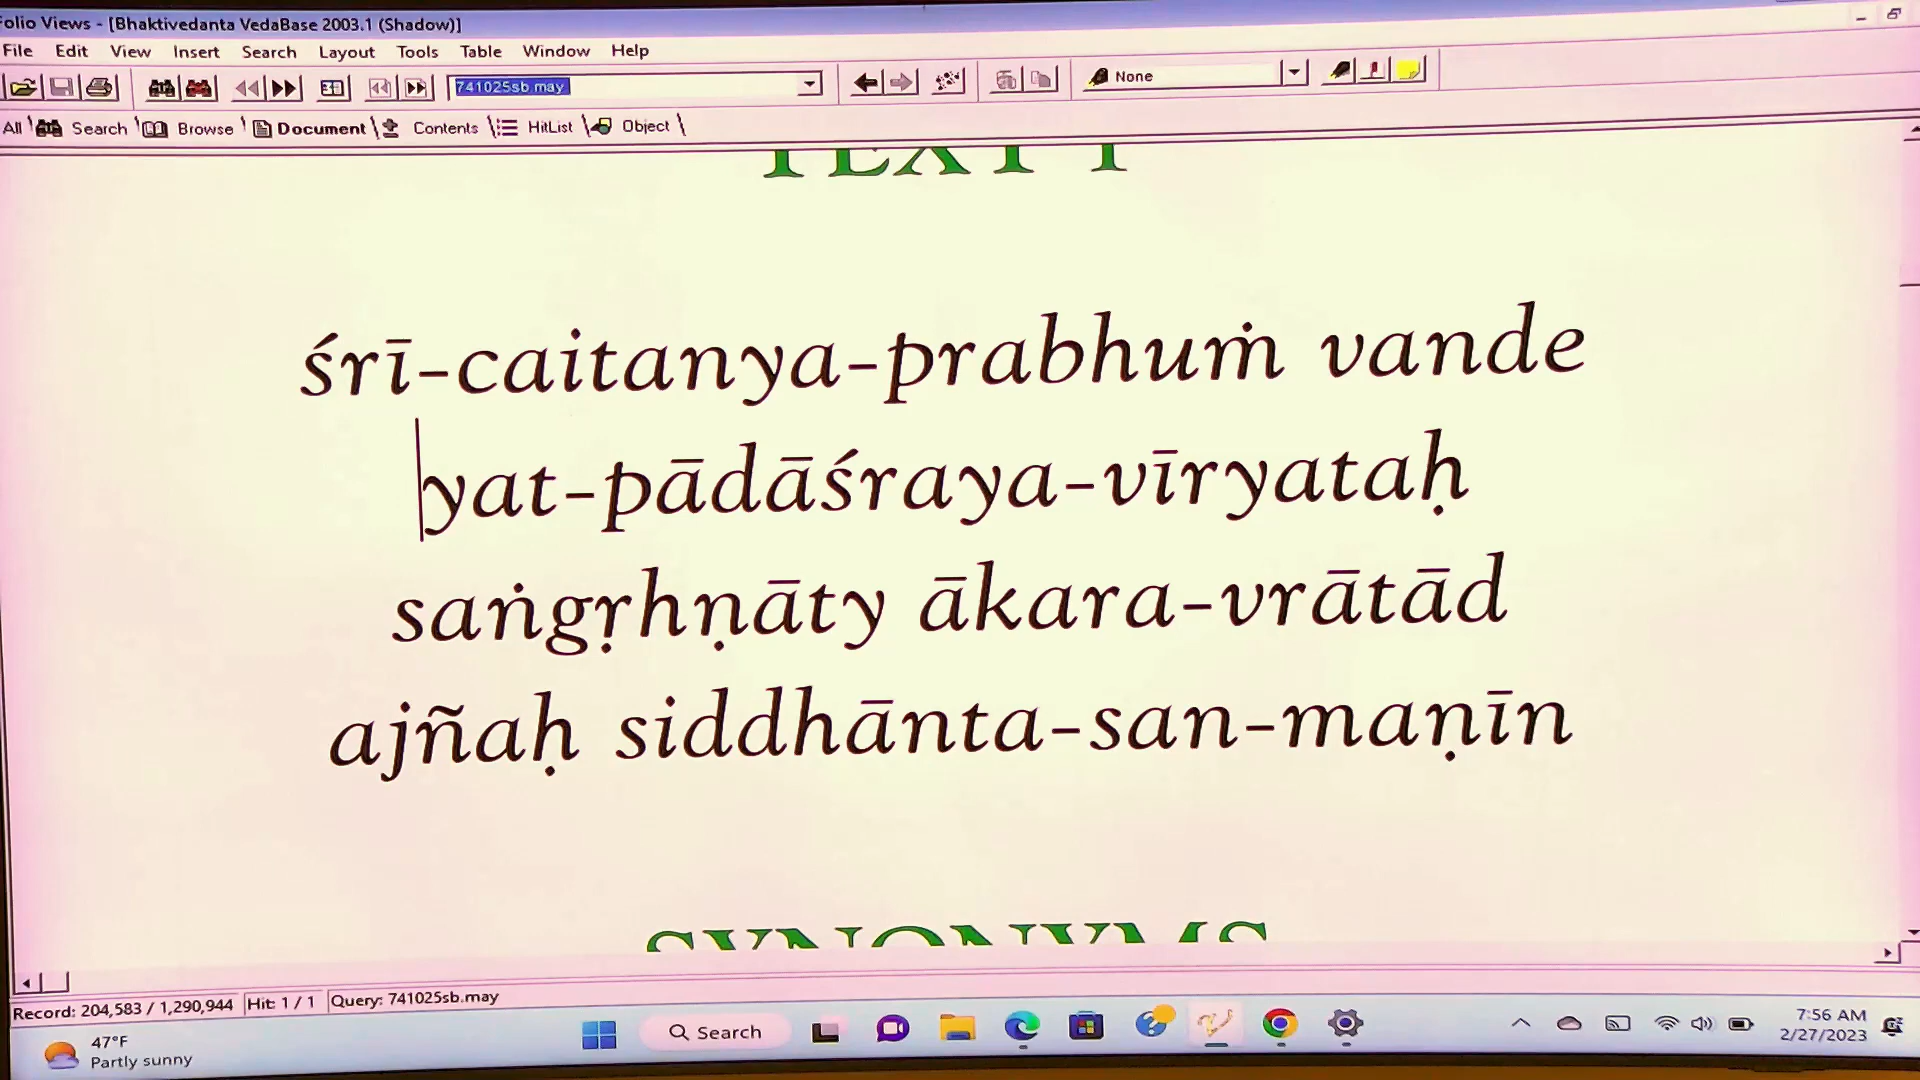 Folio Views - [Bhaktivedanta VedaBase 2003.1 (Shadow)]
File Edit View Insert Search Layout Tools Table Window Help
741025sb may
None
All Search Browse Document Contents HitList Object
TEXT 1
śrī-caitanya-prabhuṁ vande
yat-pādāśraya-vīryataḥ
saṅgṛhṇāty ākara-vrātād
ajñaḥ siddhānta-san-maṇīn
SYNONYMS
Record: 204,583 / 1,290,944 Hit: 1 / 1 Query: 741025sb.may
47°F
Partly sunny
Search
7:56 AM
2/27/2023